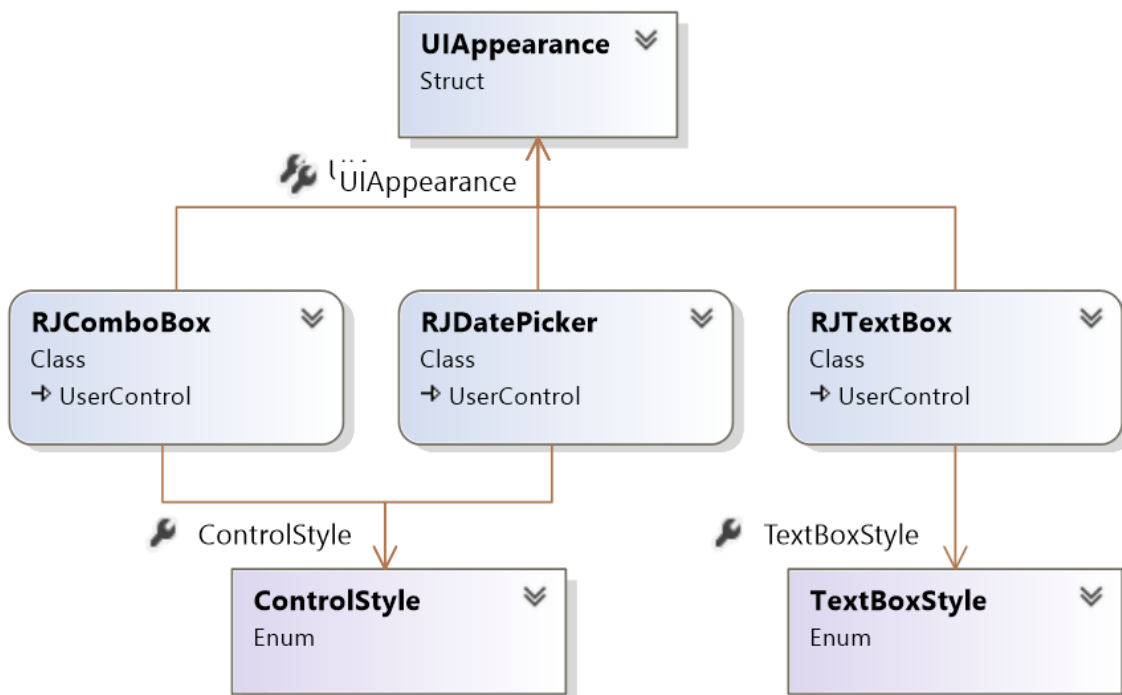 UIAppearance
Struct
UIAppearance
RJComboBox
Class
UserControl
RJDatePicker
Class
UserControl
RJTextBox
Class
UserControl
ControlStyle
TextBoxStyle
ControlStyle
Enum
TextBoxStyle
Enum